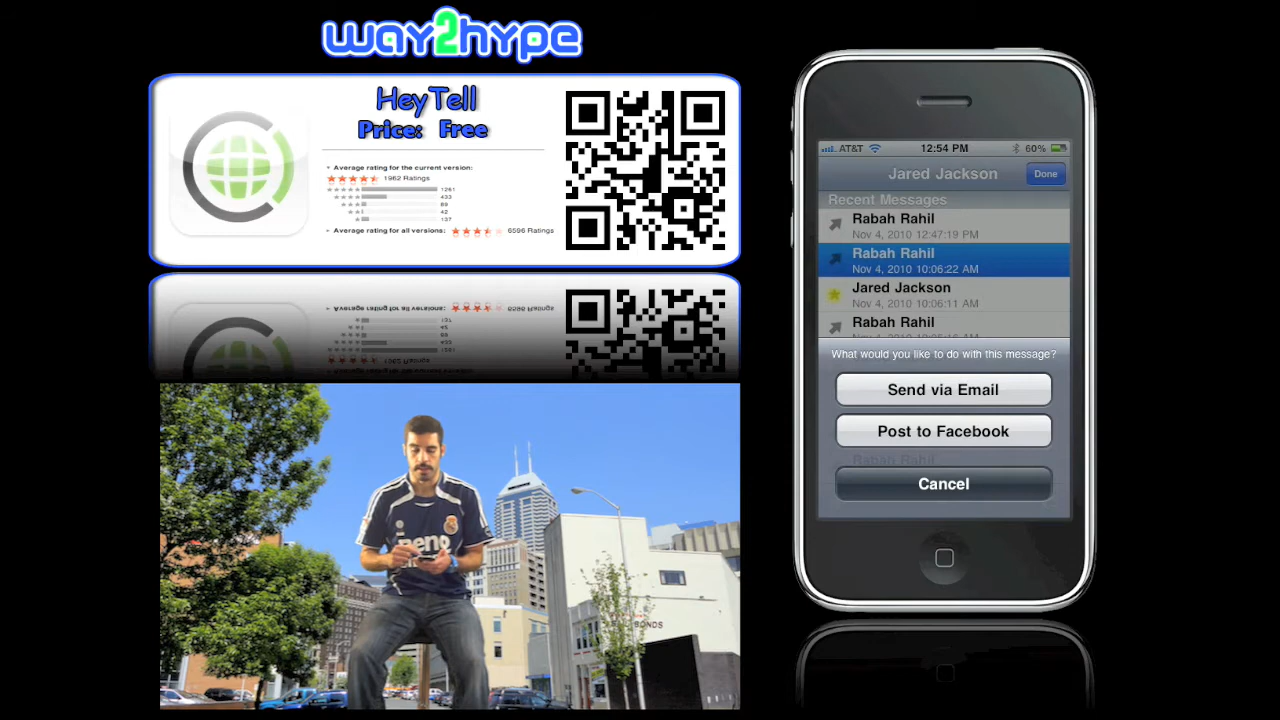 way2hype
HeyTell
Price: Free
Average rating for the current version:
1962 Ratings
1261
433
89
42
137
Average rating for all versions:
6596 Ratings
AT&T
12:54 PM
60%
Jared Jackson
Done
Recent Messages
Rabah Rahil
Nov 4, 2010 12:47:19 PM
Rabah Rahil
Nov 4, 2010 10:06:22 AM
Jared Jackson
Nov 4, 2010 10:06:11 AM
Rabah Rahil
What would you like to do with this message?
Send via Email
Post to Facebook
Rabah Rahil
Cancel
BONDS